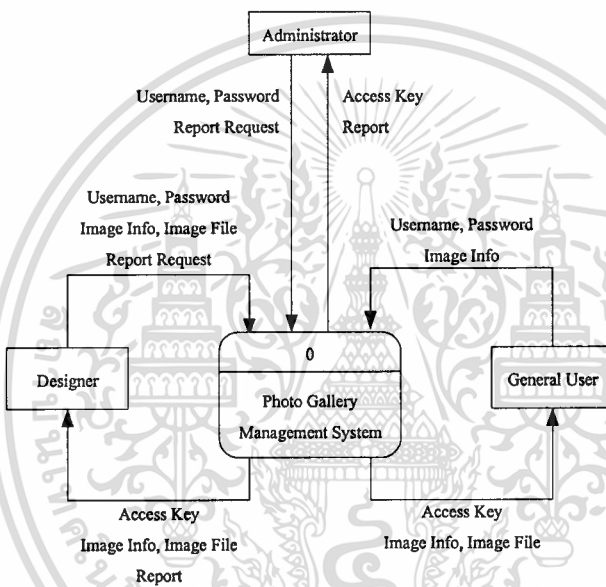 Administrator
Username, Password
Report Request
Access Key
Report
Username, Password
Image Info, Image File
Report Request
Username, Password
Image Info
0
Photo Gallery
Management System
Designer
General User
Access Key
Image Info, Image File
Report
Access Key
Image Info, Image File